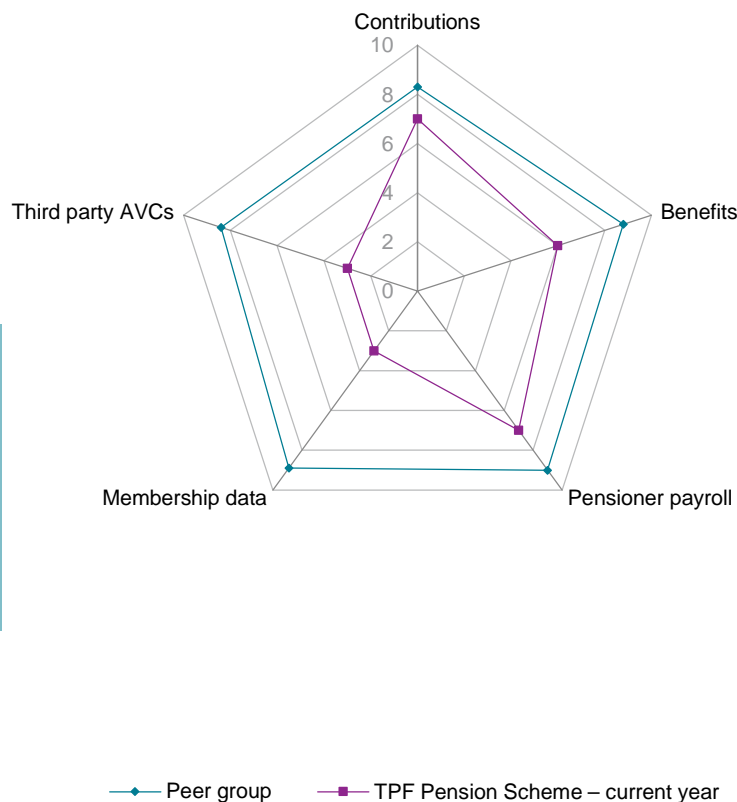 Contributions
10
8
6
4
2
0
Third party AVCs
Benefits
Membership data
Pensioner payroll
Peer group
TPF Pension Scheme – current year